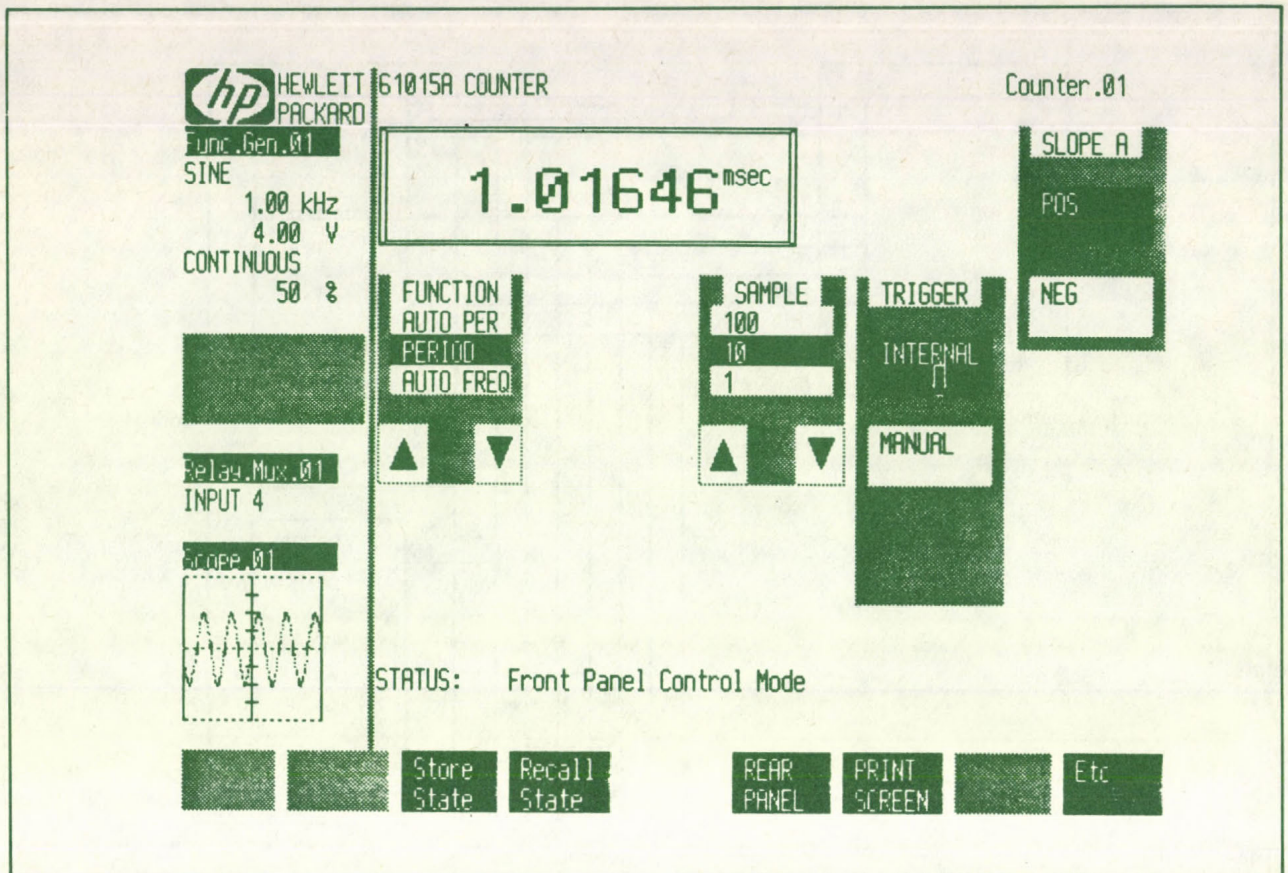 hp HEWLETT PACKARD
61015A COUNTER
Counter.01
Func.Gen.01
SINE
1.00 kHz
4.00 V
CONTINUOUS
50 %
Relay.Mux.01
INPUT 4
Scope.01
1.01646 msec
FUNCTION
AUTO PER
PERIOD
AUTO FREQ
SAMPLE
100
10
1
TRIGGER
INTERNAL
MANUAL
SLOPE A
POS
NEG
STATUS: Front Panel Control Mode
Store State
Recall State
REAR PANEL
PRINT SCREEN
Etc